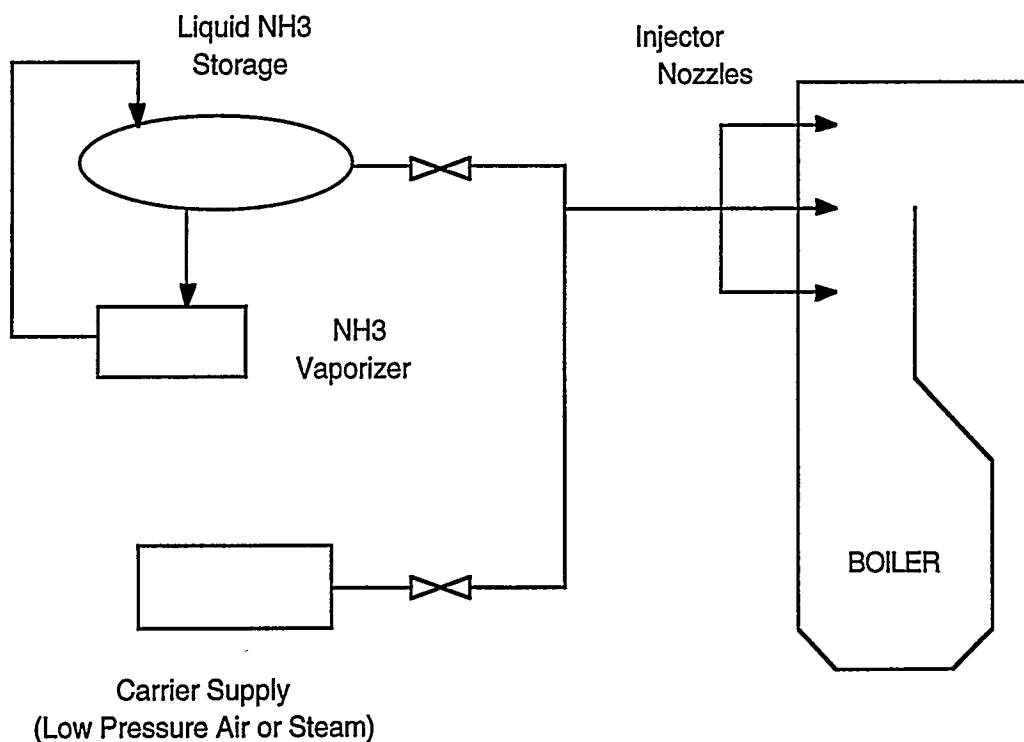 Liquid NH3
Storage
Injector
Nozzles
NH3
Vaporizer
BOILER
Carrier Supply
(Low Pressure Air or Steam)